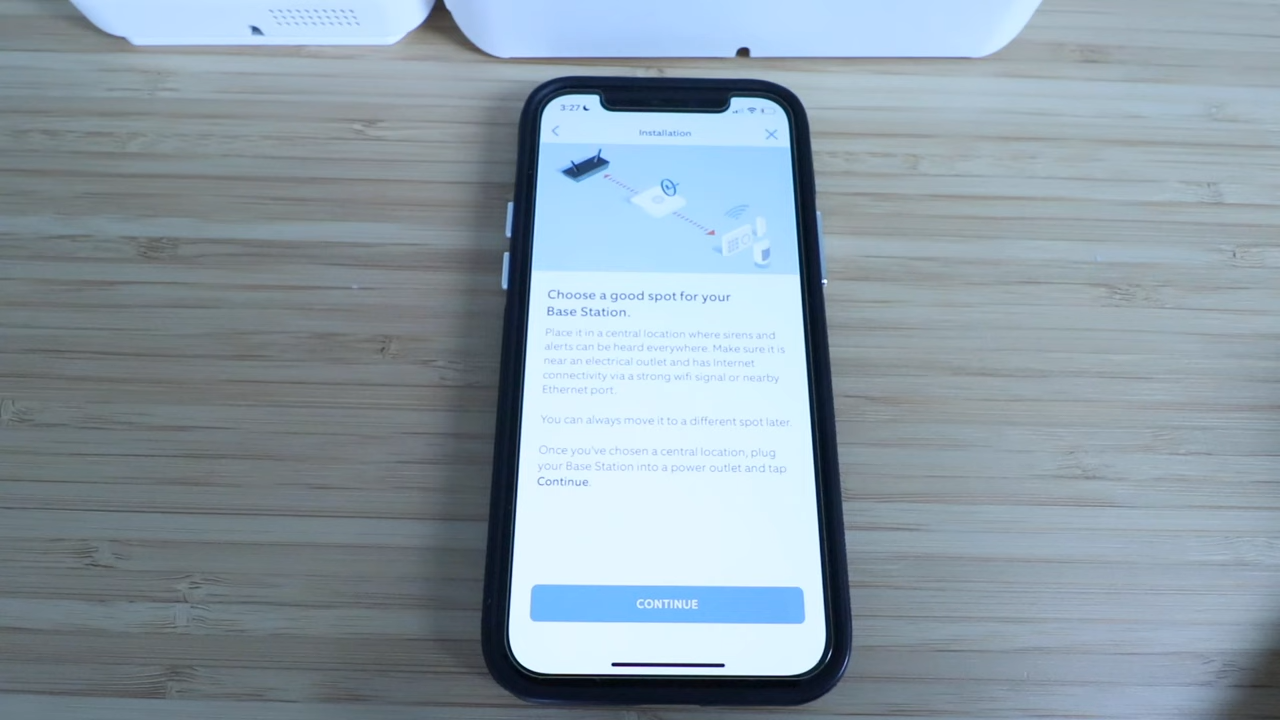 3:27
Installation
Choose a good spot for your
Base Station.
Place it in a central location where sirens and
alerts can be heard everywhere. Make sure it is
near an electrical outlet and has Internet
connectivity via a strong wifi signal or nearby
Ethernet port.
You can always move it to a different spot later.
Once you've chosen a central location, plug
your Base Station into a power outlet and tap
Continue.
CONTINUE